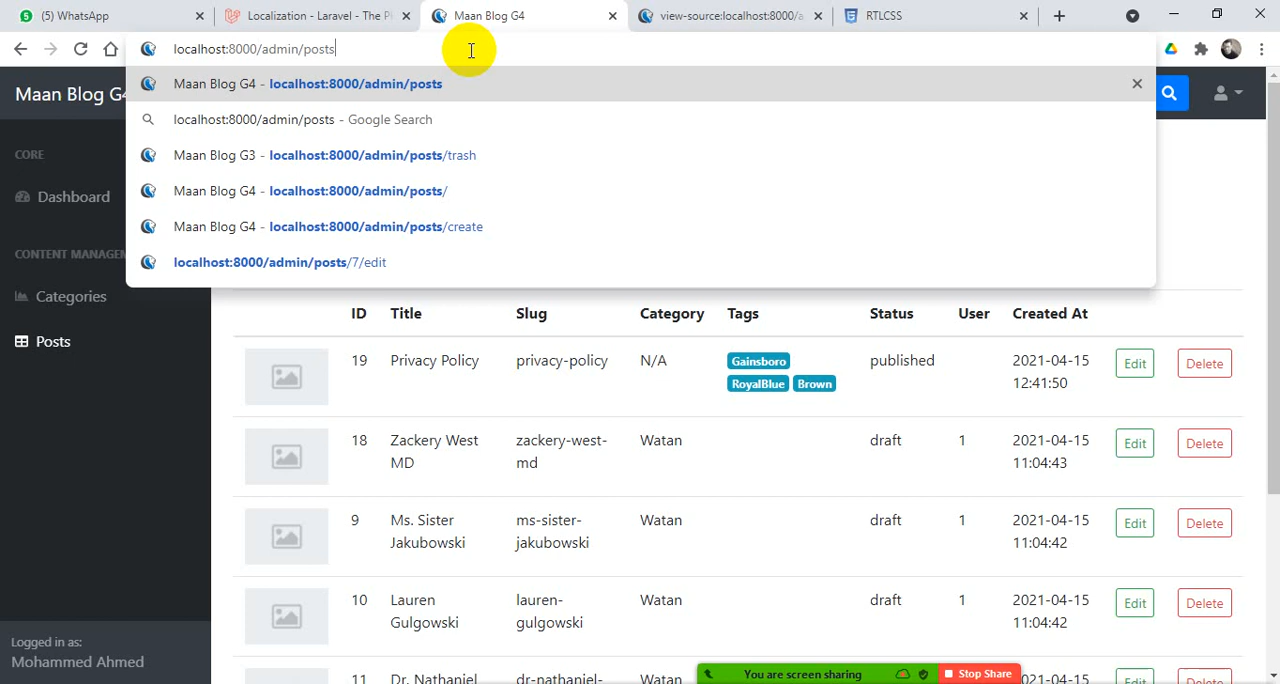 (5) WhatsApp
Localization - Laravel - The P
Maan Blog G4
view-source:localhost:8000/a
RTLCSS
localhost:8000/admin/posts
Maan Blog G4
Maan Blog G4 - localhost:8000/admin/posts
localhost:8000/admin/posts - Google Search
Maan Blog G3 - localhost:8000/admin/posts/trash
Maan Blog G4 - localhost:8000/admin/posts/
Maan Blog G4 - localhost:8000/admin/posts/create
localhost:8000/admin/posts/7/edit
CORE
Dashboard
CONTENT MANAGEM
Categories
Posts
Logged in as:
Mohammed Ahmed
ID Title Slug Category Tags Status User Created At
19 Privacy Policy privacy-policy N/A Gainsboro published 2021-04-15 Edit Delete
RoyalBlue Brown 12:41:50
18 Zackery West zackery-west- Watan draft 1 2021-04-15 Edit Delete
MD md 11:04:43
9 Ms. Sister ms-sister- Watan draft 1 2021-04-15 Edit Delete
Jakubowski jakubowski 11:04:42
10 Lauren lauren- Watan draft 1 2021-04-15 Edit Delete
Gulgowski gulgowski 11:04:42
11 Dr. Nathaniel dr-nathaniel- Watan draft 1 2021-04-15 Edit Delete
You are screen sharing Stop Share